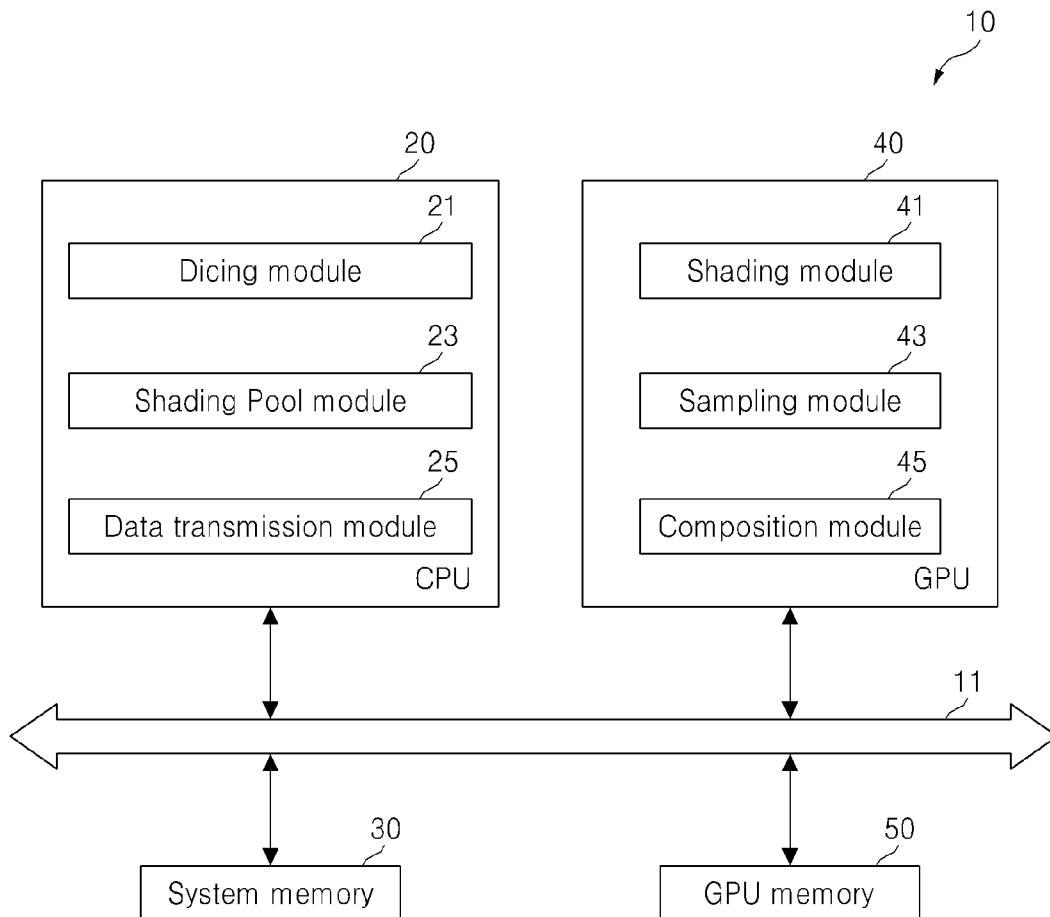 10
20
40
21
Dicing module
41
Shading module
23
Shading Pool module
43
Sampling module
25
Data transmission module
45
Composition module
CPU
GPU
11
30
System memory
50
GPU memory